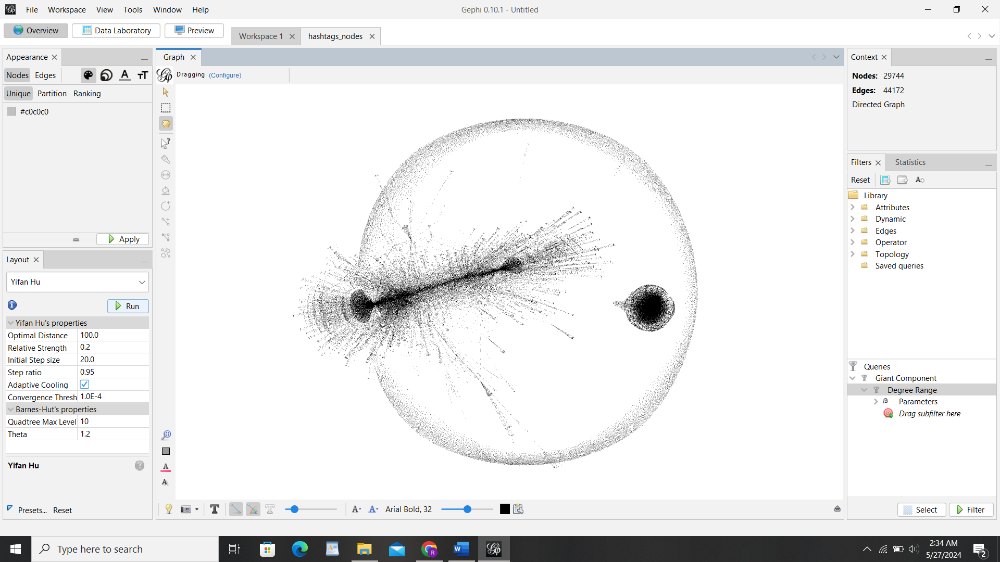 File Workspace View Tools Window Help
Gephi 0.10.1 - Untitled
Overview Data Laboratory Preview
Workspace 1 hashtags_nodes
Appearance
Nodes Edges A TT
Unique Partition Ranking
#c0c0c0
Apply
Layout
Yifan Hu
Run
Yifan Hu's properties
Optimal Distance 100.0
Relative Strength 0.2
Initial Step size 20.0
Step ratio 0.95
Adaptive Cooling
Convergence Thresh 1.0E-4
Barnes-Hut's properties
Quadtree Max Level 10
Theta 1.2
Yifan Hu
Presets... Reset
Graph
Dragging (Configure)
T T A A Arial Bold, 32
Context
Nodes: 29744
Edges: 44172
Directed Graph
Filters Statistics
Reset
Library
Attributes
Dynamic
Edges
Operator
Topology
Saved queries
Queries
Giant Component
Degree Range
Parameters
Drag subfilter here
Select Filter
Type here to search
2:34 AM
5/27/2024
2